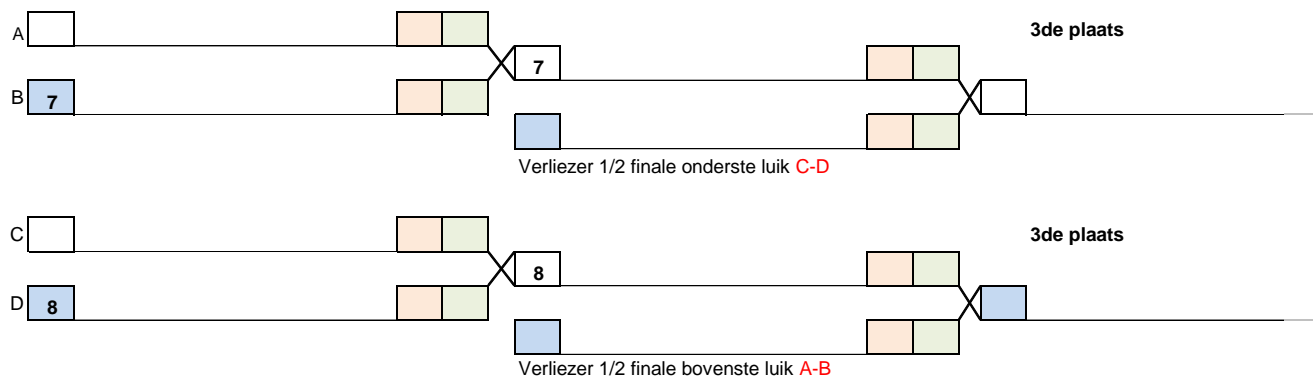 A
3de plaats
7
B 7
Verliezer 1/2 finale onderste luik C-D
C
3de plaats
8
D 8
Verliezer 1/2 finale bovenste luik A-B